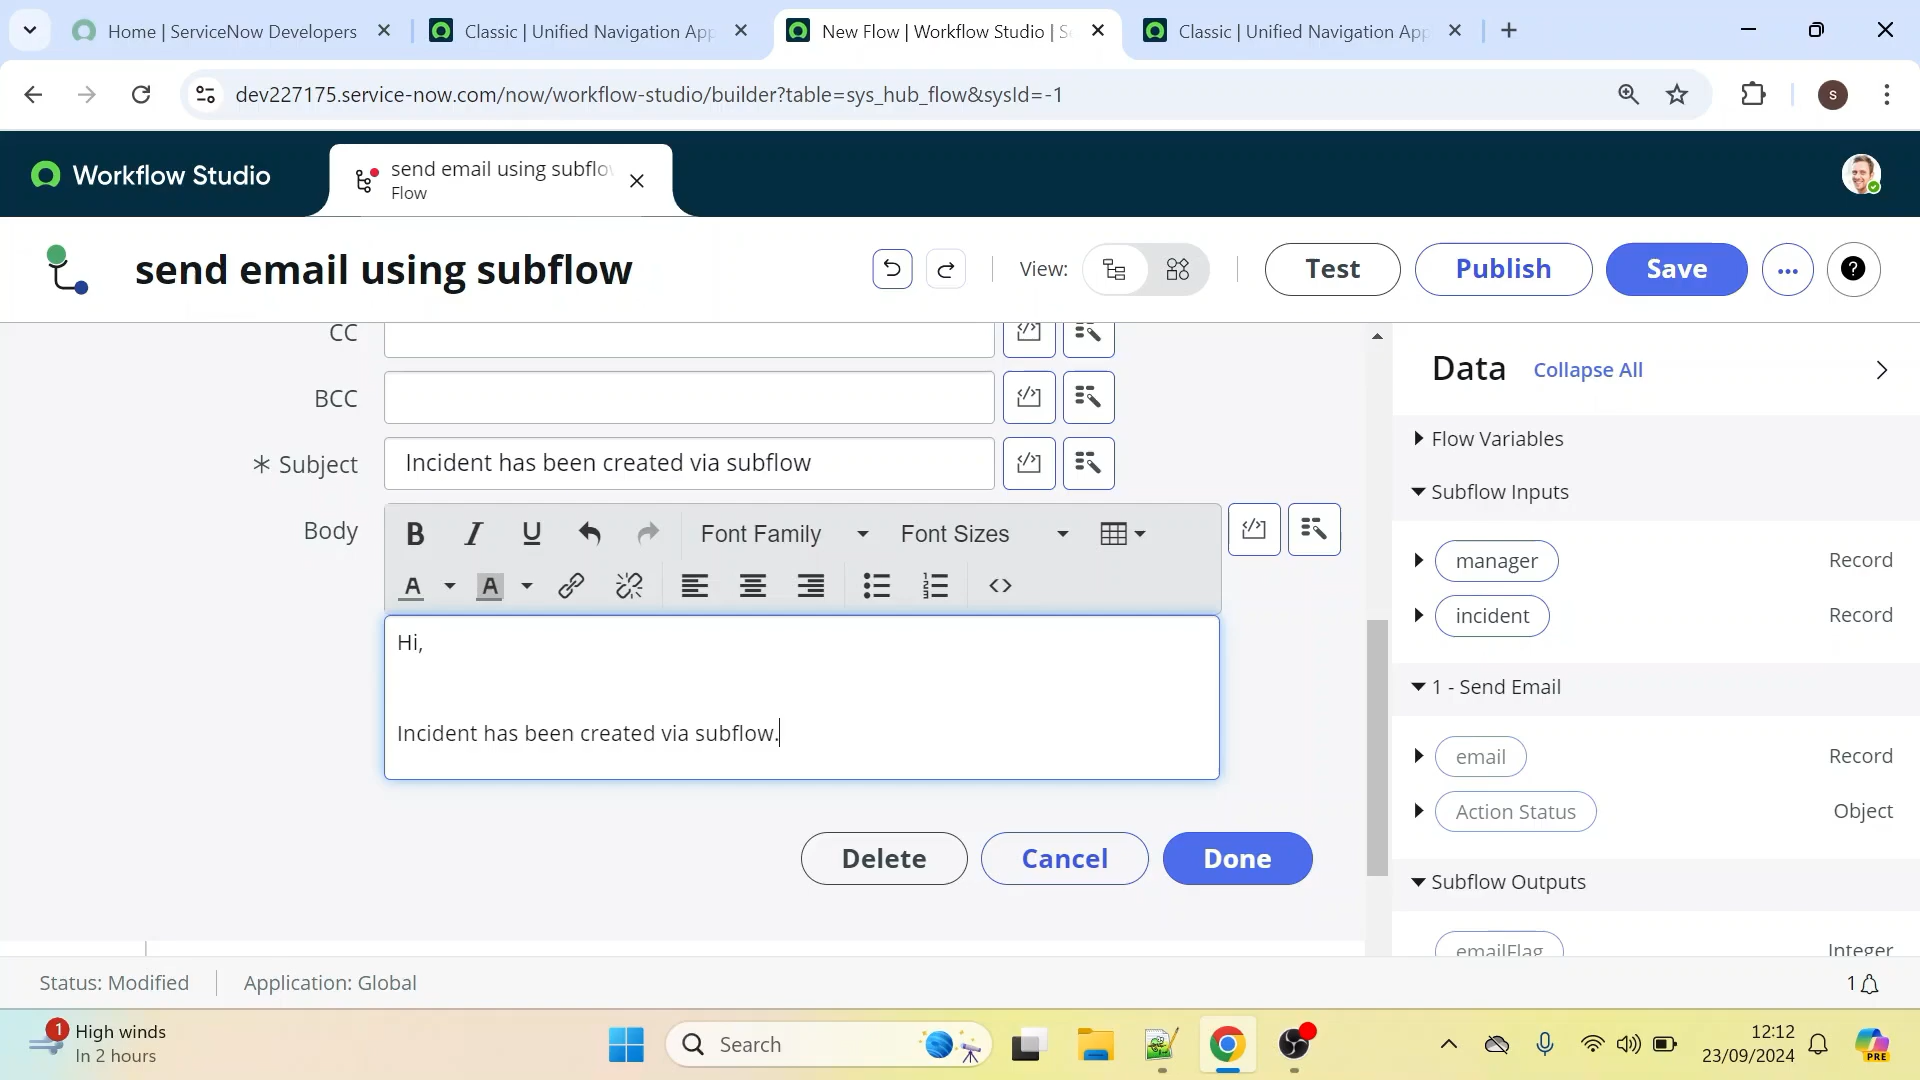 Home | ServiceNow Developers
Classic | Unified Navigation App
New Flow | Workflow Studio | Se
Classic | Unified Navigation App
dev227175.service-now.com/now/workflow-studio/builder?table=sys_hub_flow&sysId=-1
S
Workflow Studio
send email using subflow
Flow
send email using subflow
View:
Test
Publish
Save
Data
Collapse All
CC
BCC
Flow Variables
* Subject
Incident has been created via subflow
Subflow Inputs
Body
B
I
U
Font Family
Font Sizes
A
A
manager
Record
incident
Record
Hi,
Incident has been created via subflow.
1 - Send Email
email
Record
Action Status
Object
Delete
Cancel
Done
Subflow Outputs
emailFlag
Integer
Status: Modified
Application: Global
1
1
High winds
In 2 hours
Search
12:12
23/09/2024
PRE